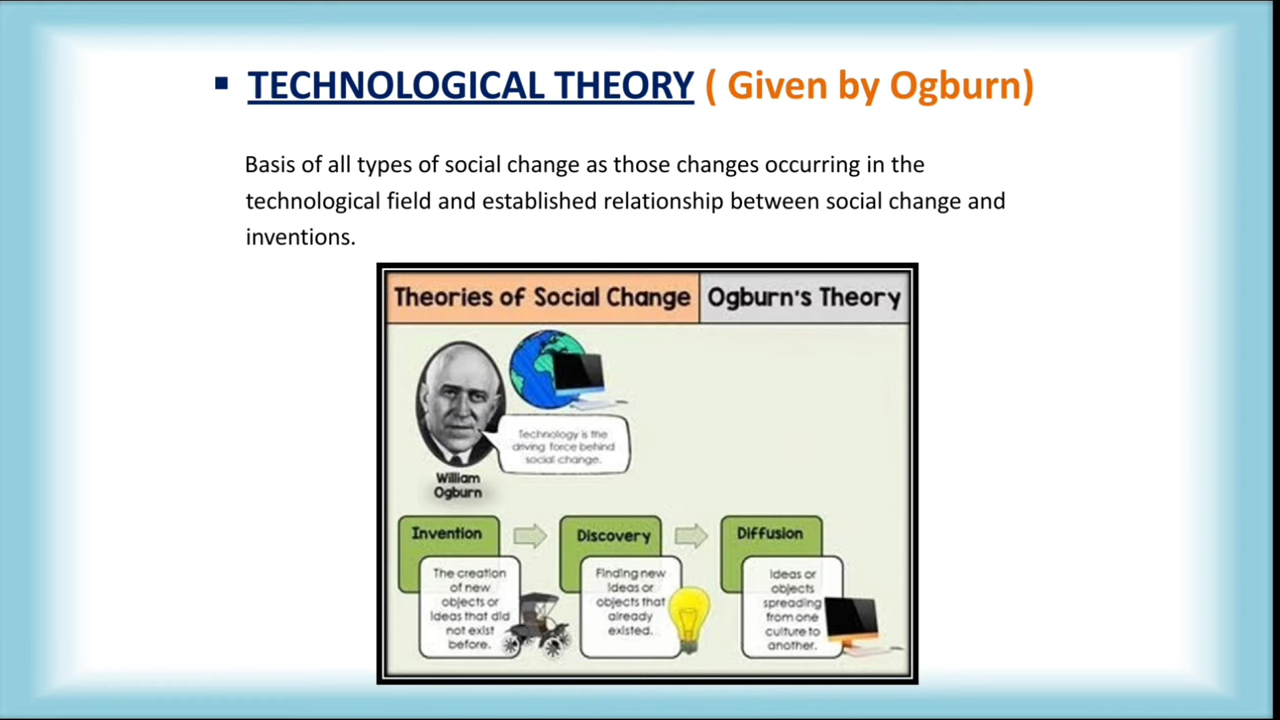 ▪ TECHNOLOGICAL THEORY ( Given by Ogburn)
Basis of all types of social change as those changes occurring in the
technological field and established relationship between social change and
inventions.
Theories of Social Change
Ogburn's Theory
Technology is the
driving force behind
social change.
William
Ogburn
Invention
The creation
of new
objects or
ideas that did
not exist
before.
Discovery
Finding new
ideas or
objects that
already
existed.
Diffusion
Ideas or
objects
spreading
from one
culture to
another.